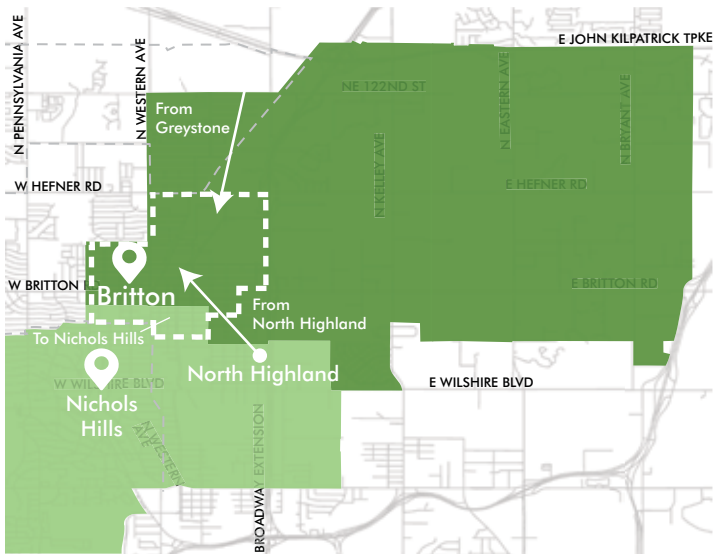 E JOHN KILPATRICK TPKE
N PENNSYLVANIA AVE
N WESTERN AVE
NE 122ND ST
From
Greystone
N EASTERN AVE
N BRYANT AVE
N KELLEY AVE
W HEFNER RD
E HEFNER RD
W BRITTON
Britton
E BRITTON RD
From
North Highland
To Nichols Hills
North Highland
W WILSHIRE BLVD
E WILSHIRE BLVD
Nichols
Hills
N WESTERN
AVE
BROADWAY EXTENSION